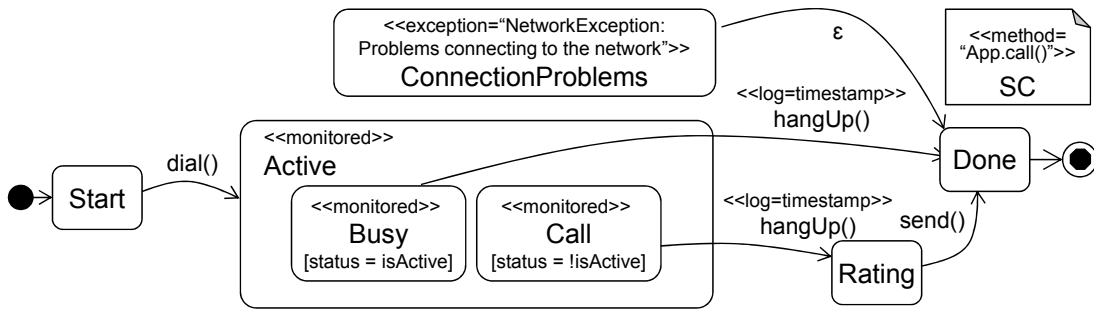 <<exception=“NetworkException:
Problems connecting to the network”>>
ConnectionProblems
ε
<<method=
“App.call()”>>
SC
<<log=timestamp>>
hangUp()
<<monitored>>
Active
dial()
Start
Done
<<monitored>>
Busy
[status = isActive]
<<monitored>>
Call
[status = !isActive]
<<log=timestamp>>
hangUp()
send()
Rating